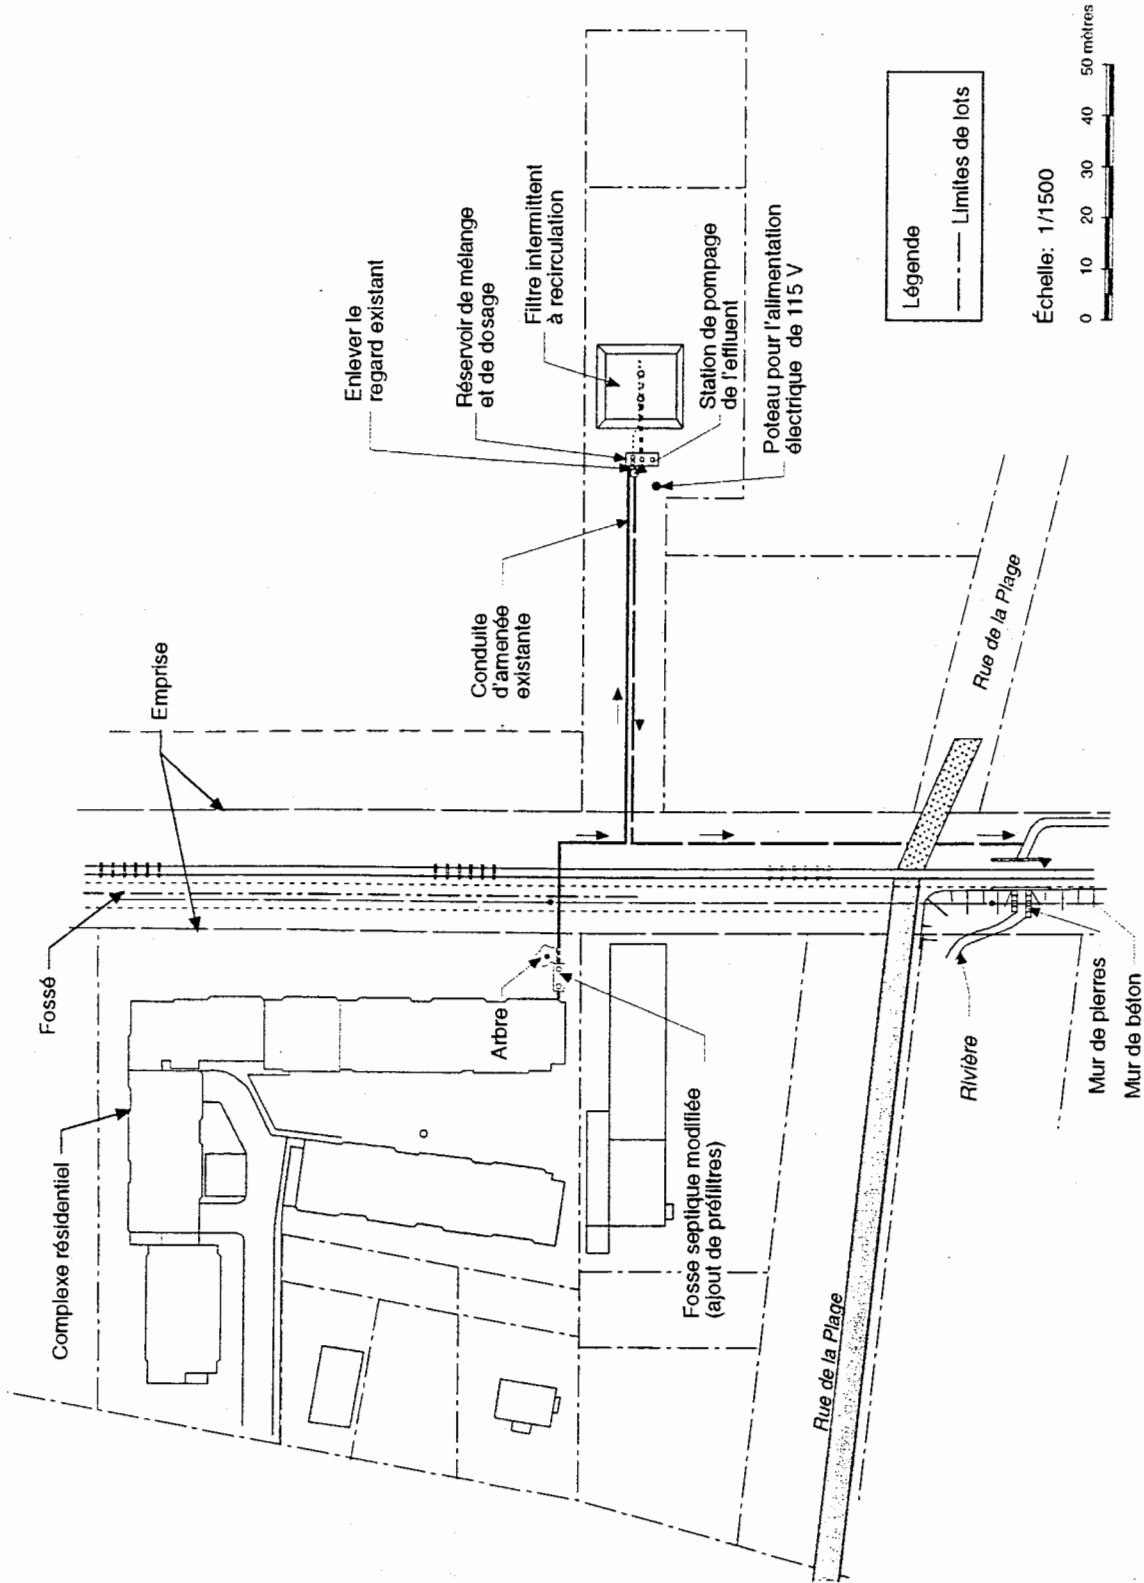 Complexe résidentiel
Fossé
Emprise
Enlever le
regard existant
Réservoir de mélange
et de dosage
Conduite
d'amenée
existante
Filtre intermittent
à recirculation
Arbre
Station de pompage
de l'effluent
Fosse septique modifiée
(ajout de préfiltres)
Poteau pour l'alimentation
électrique de 115 V
Rue de la Plage
Rue de la Plage
Rivière
Mur de pierres
Mur de béton
Légende
Limites de lots
Échelle: 1/1500
0 10 20 30 40 50 mètres